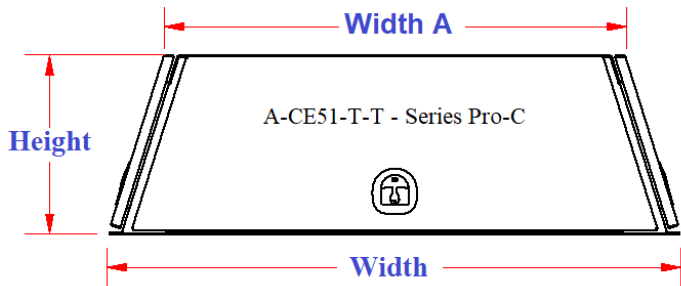 Width A
A-CE51-T-T - Series Pro-C
Height
Width